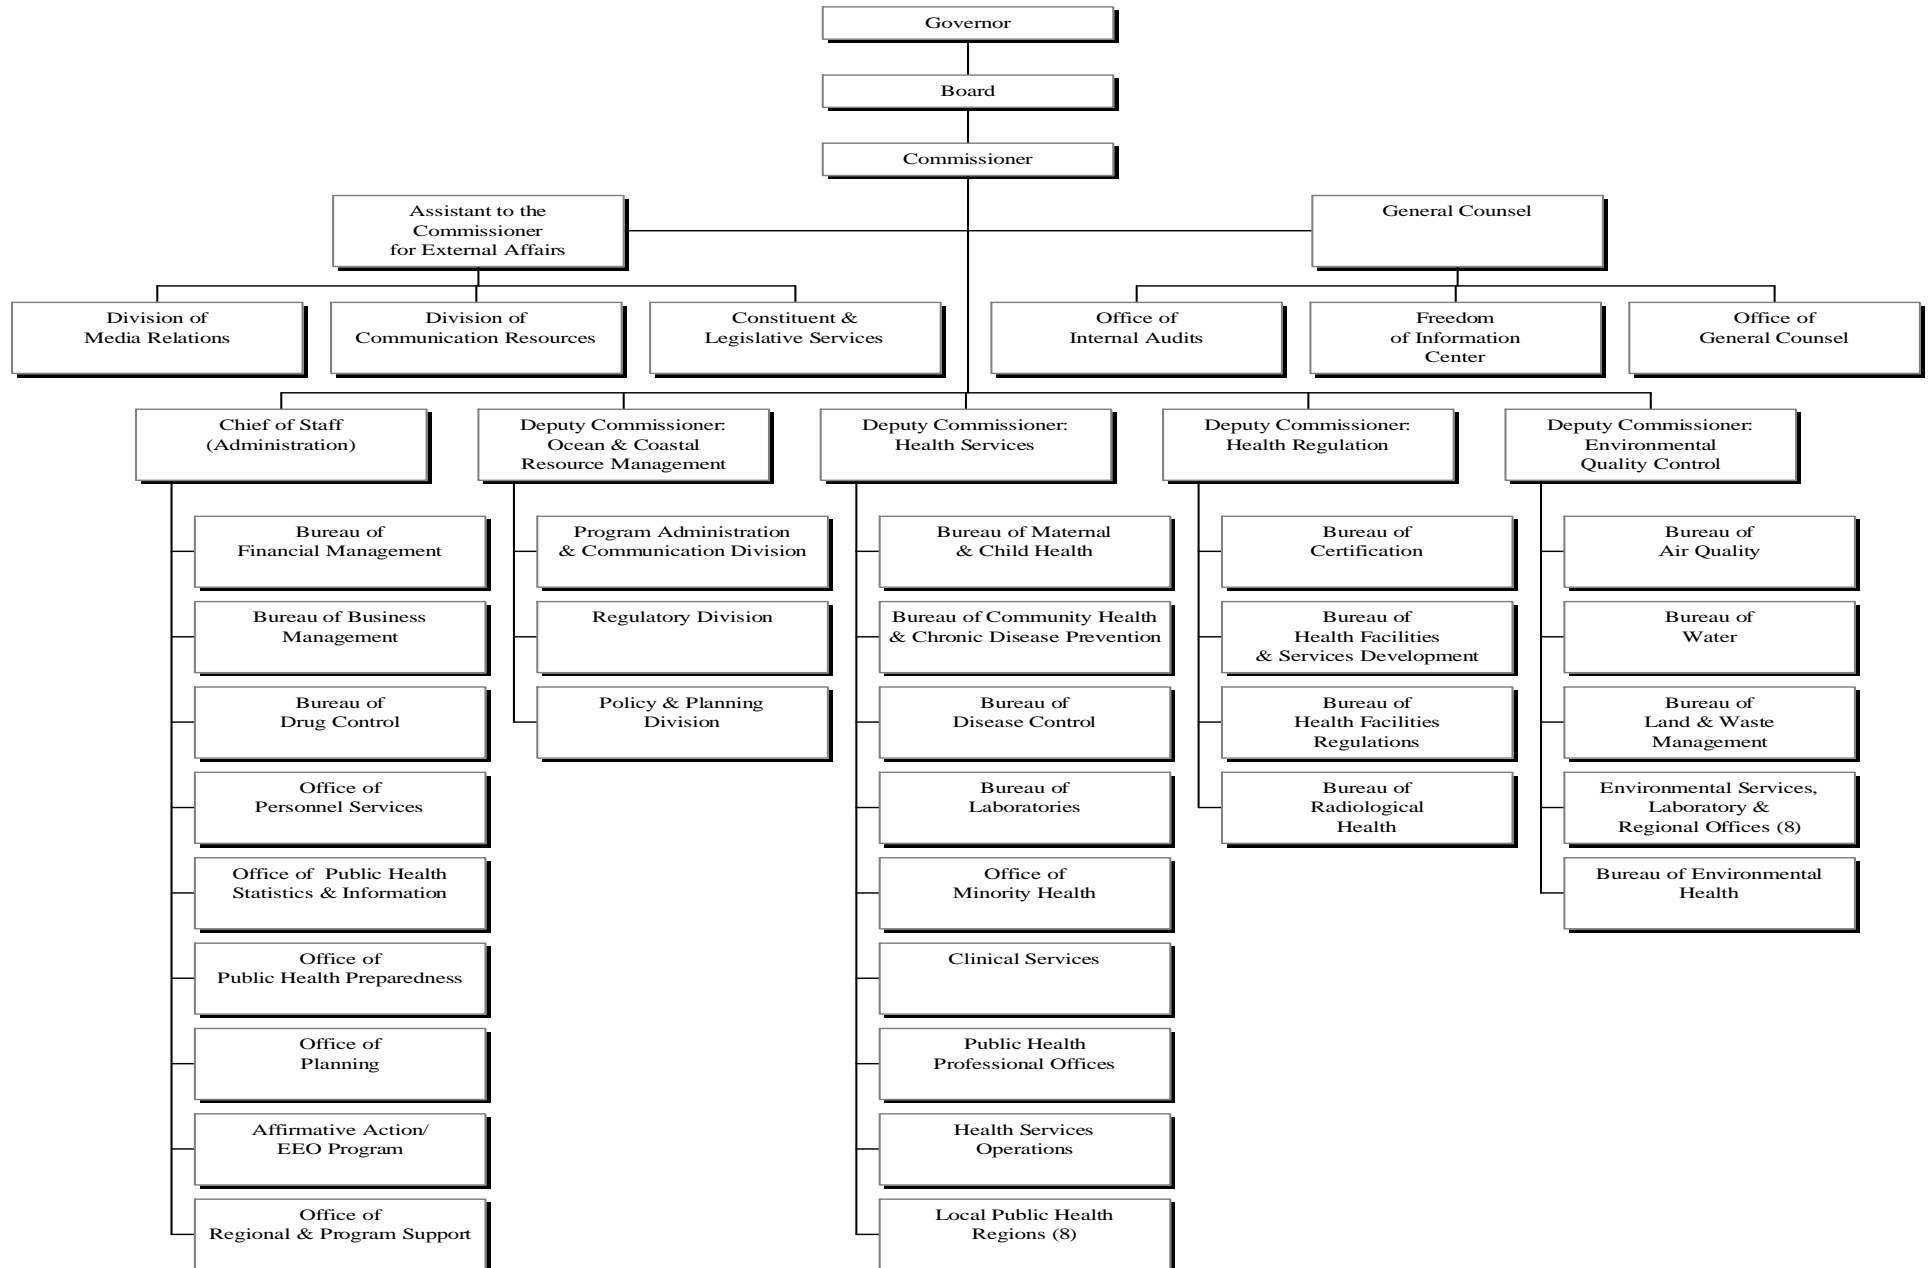 Governor
Board
Commissioner
Assistant to the
Commissioner
for External Affairs
General Counsel
Division of
Media Relations
Division of
Communication Resources
Constituent &
Legislative Services
Office of
Internal Audits
Freedom
of Information
Center
Office of
General Counsel
Chief of Staff
(Administration)
Deputy Commissioner:
Ocean & Coastal
Resource Management
Deputy Commissioner:
Health Services
Deputy Commissioner:
Health Regulation
Deputy Commissioner:
Environmental
Quality Control
Bureau of
Financial Management
Bureau of Business
Management
Bureau of
Drug Control
Office of
Personnel Services
Office of  Public Health
Statistics & Information
Office of
Public Health Preparedness
Office of
Planning
Affirmative Action/
EEO Program
Office of
Regional & Program Support
Program Administration
& Communication Division
Regulatory Division
Policy & Planning
Division
Bureau of Maternal
& Child Health
Bureau of Community Health
& Chronic Disease Prevention
Bureau of
Disease Control
Bureau of
Laboratories
Office of
Minority Health
Clinical Services
Public Health
Professional Offices
Health Services
Operations
Local Public Health
Regions (8)
Bureau of
Certification
Bureau of
Health Facilities
& Services Development
Bureau of
Health Facilities
Regulations
Bureau of
Radiological
Health
Bureau of
Air Quality
Bureau of
Water
Bureau of
Land & Waste
Management
Environmental Services,
Laboratory &
Regional Offices (8)
Bureau of Environmental
Health